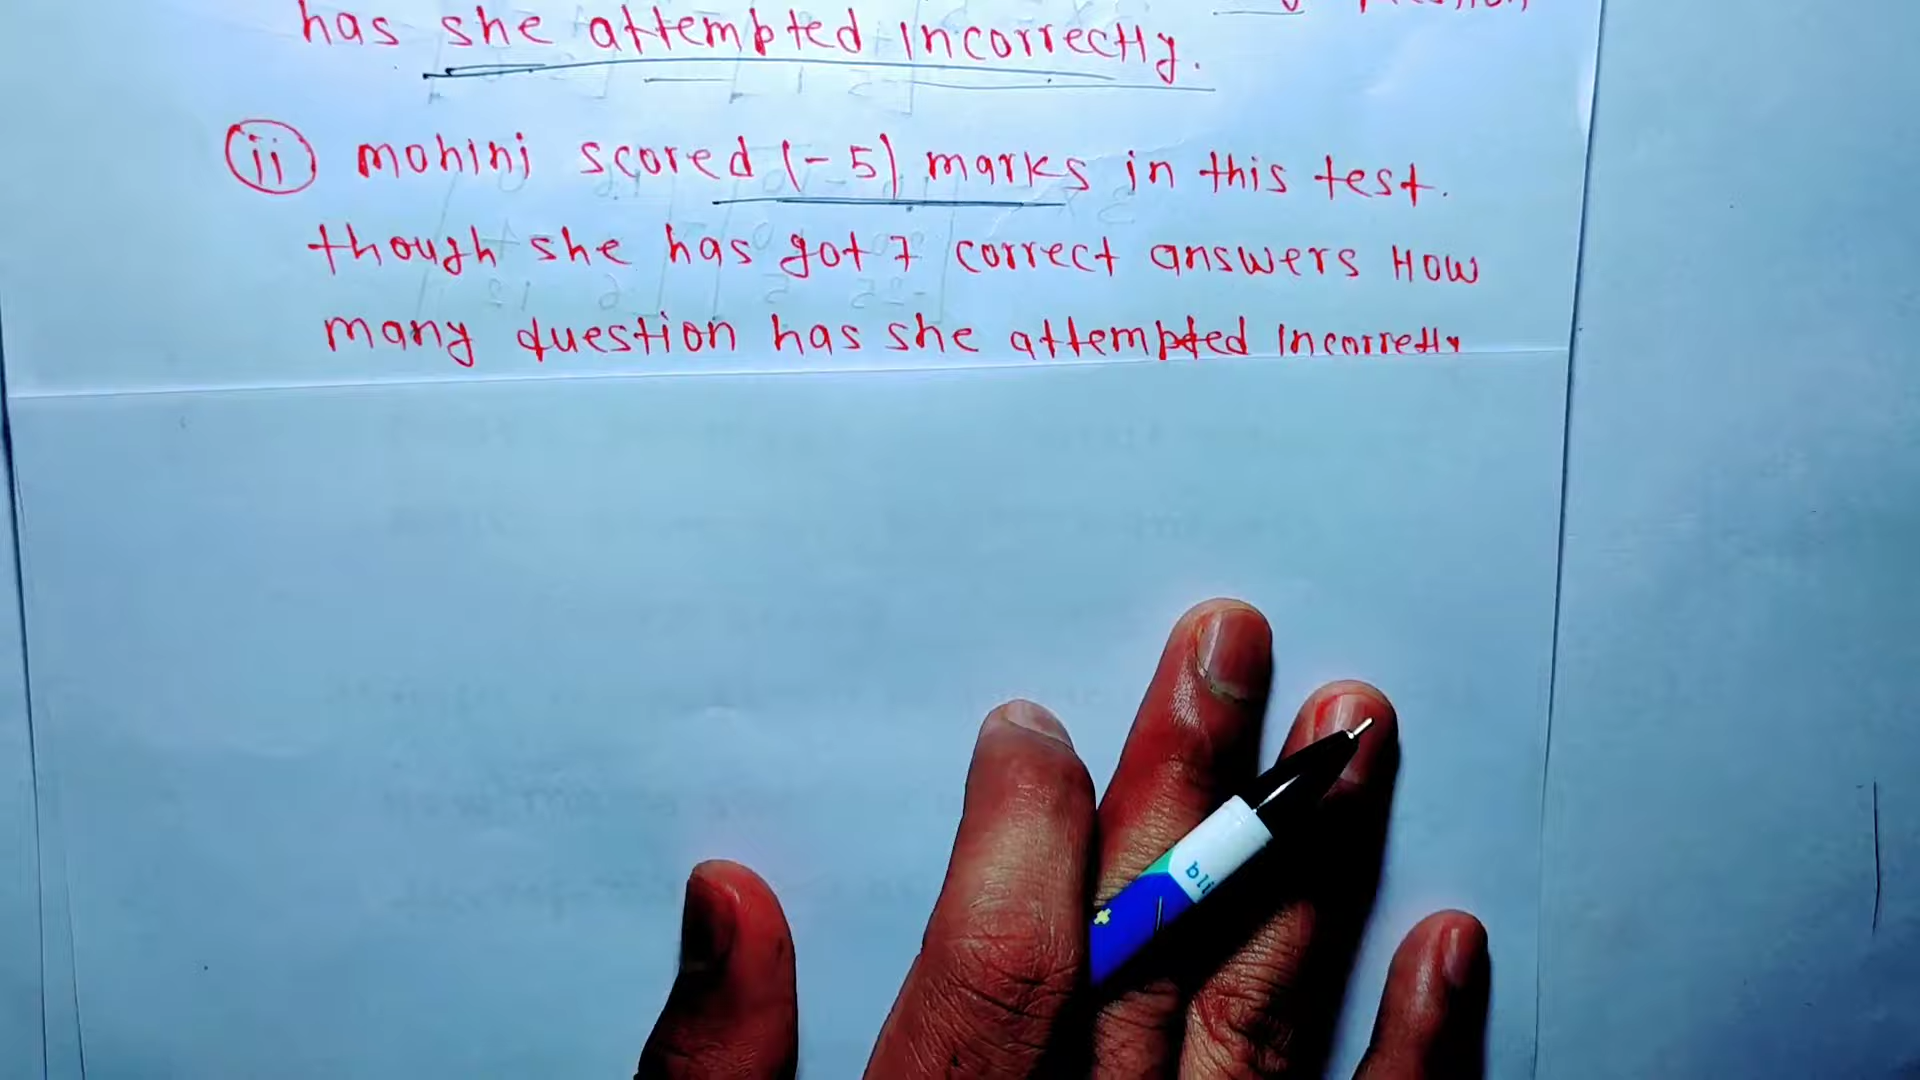 has she attempted incorrectly.
(ii) mohini scored (-5) marks in this test.
though she has got 7 correct answers How
many question has she attempted Incorretly